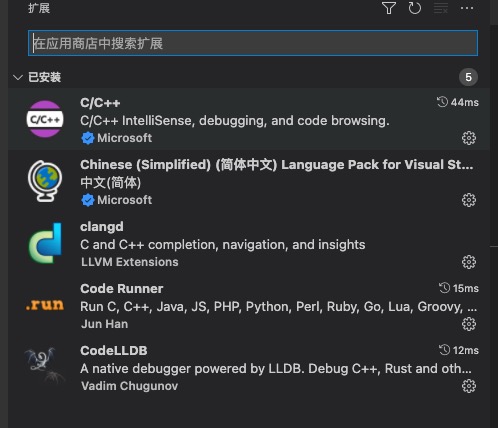 扩展
在应用商店中搜索扩展
已安装
5
C/C++
C/C++
44ms
C/C++ IntelliSense, debugging, and code browsing.
Microsoft
Chinese (Simplified) (简体中文) Language Pack for Visual St...
中文(简体)
Microsoft
clangd
C and C++ completion, navigation, and insights
LLVM Extensions
.run
Code Runner
15ms
Run C, C++, Java, JS, PHP, Python, Perl, Ruby, Go, Lua, Groovy, ...
Jun Han
CodeLLDB
12ms
A native debugger powered by LLDB. Debug C++, Rust and oth...
Vadim Chugunov